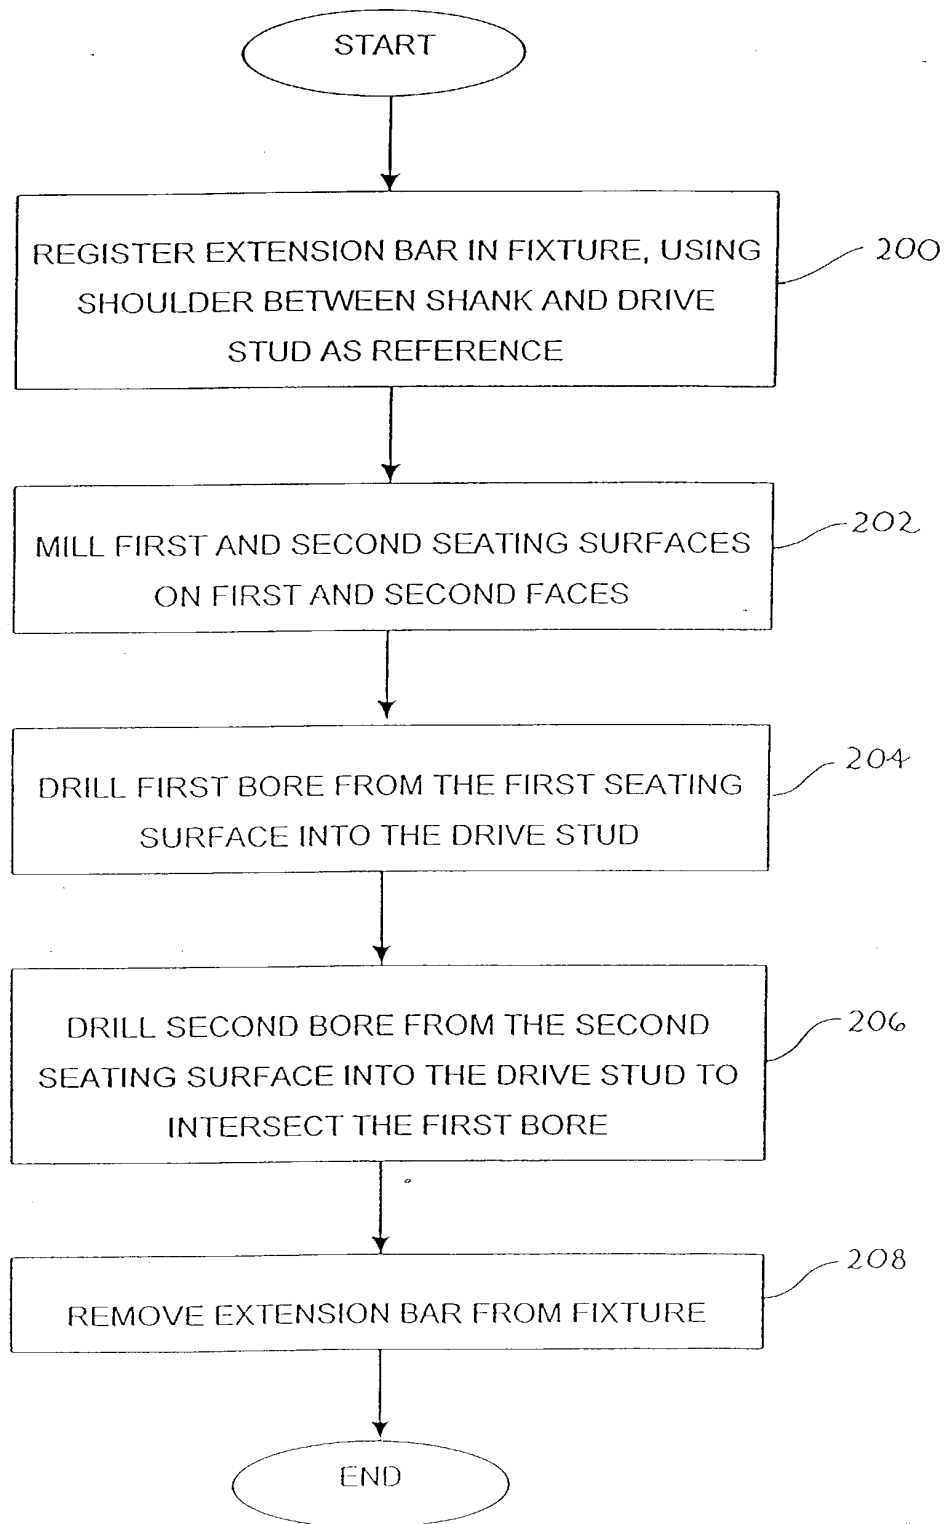 START
REGISTER EXTENSION BAR IN FIXTURE, USING
200
SHOULDER BETWEEN SHANK AND DRIVE
STUD AS REFERENCE
202
MILL FIRST AND SECOND SEATING SURFACES
ON FIRST AND SECOND FACES
204
DRILL FIRST BORE FROM THE FIRST SEATING
SURFACE INTO THE DRIVE STUD
206
DRILL SECOND BORE FROM THE SECOND
SEATING SURFACE INTO THE DRIVE STUD TO
INTERSECT THE FIRST BORE
208
REMOVE EXTENSION BAR FROM FIXTURE
END